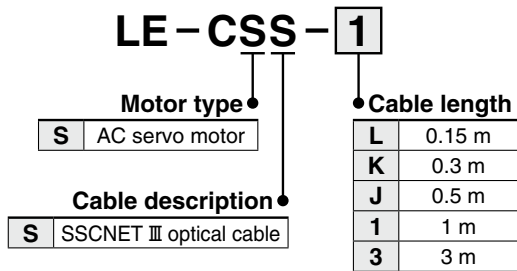 LE－CSS－1
Motor type
S AC servo motor
Cable description
S SSCNET Ⅲ optical cable
Cable length
L 0.15 m
K 0.3 m
J 0.5 m
1 1 m
3 3 m